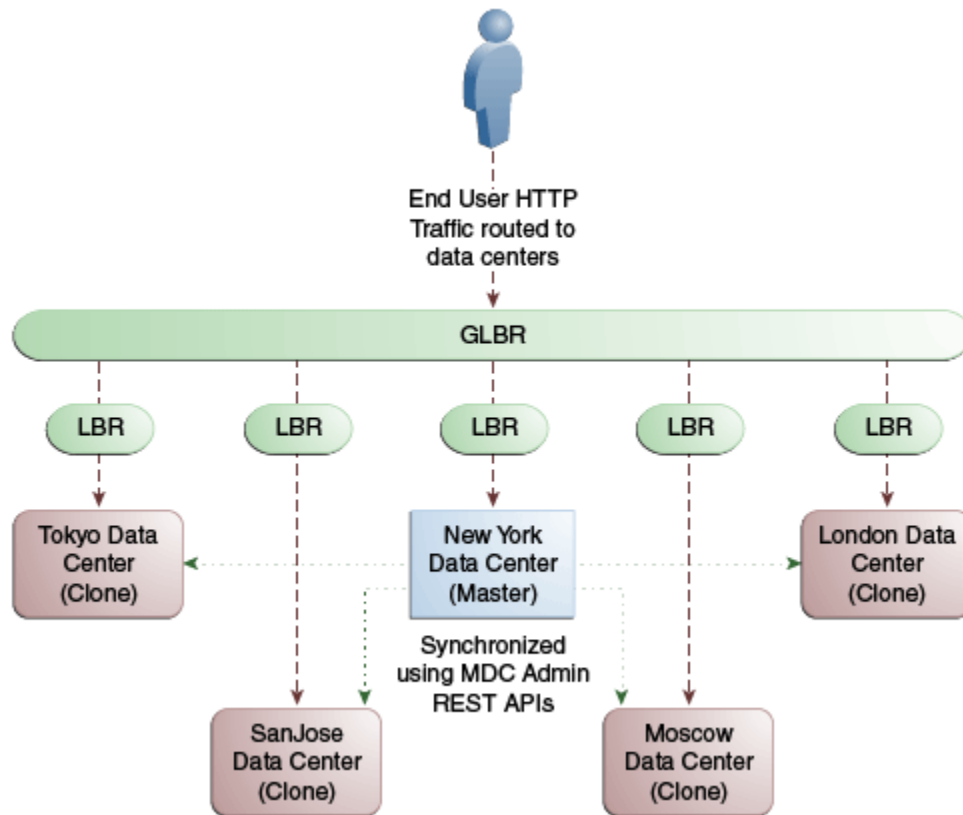 End User HTTP
Traffic routed to
data centers
GLBR
LBR
LBR
LBR
LBR
LBR
Tokyo Data
Center
(Clone)
New York
Data Center
(Master)
London Data
Center
(Clone)
Synchronized
using MDC Admin
REST APIs
SanJose
Data Center
(Clone)
Moscow
Data Center
(Clone)